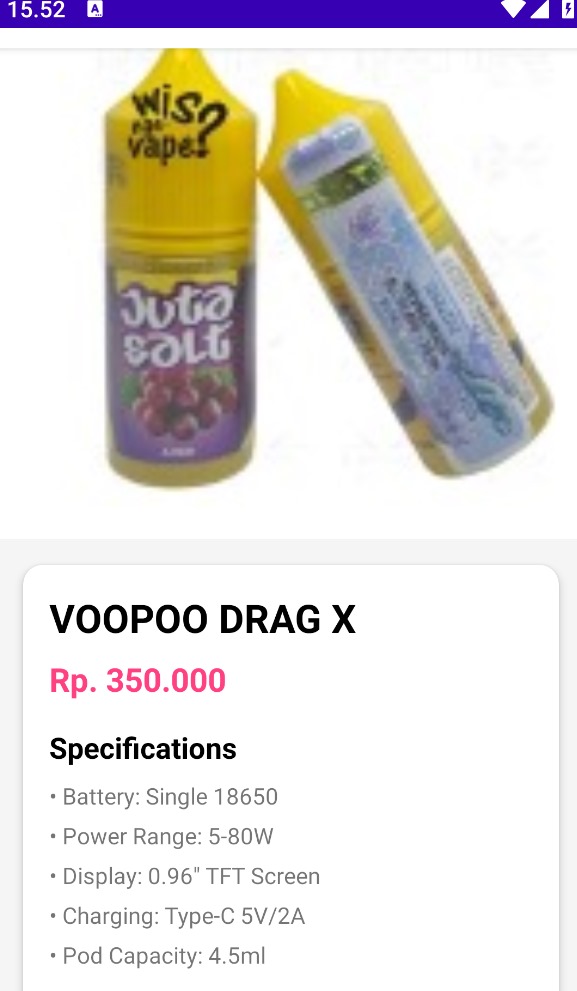 15.52
A
wis?
vape
Juta
Salt
VOOPOO DRAG X
Rp. 350.000
Specifications
• Battery: Single 18650
• Power Range: 5-80W
• Display: 0.96" TFT Screen
• Charging: Type-C 5V/2A
• Pod Capacity: 4.5ml